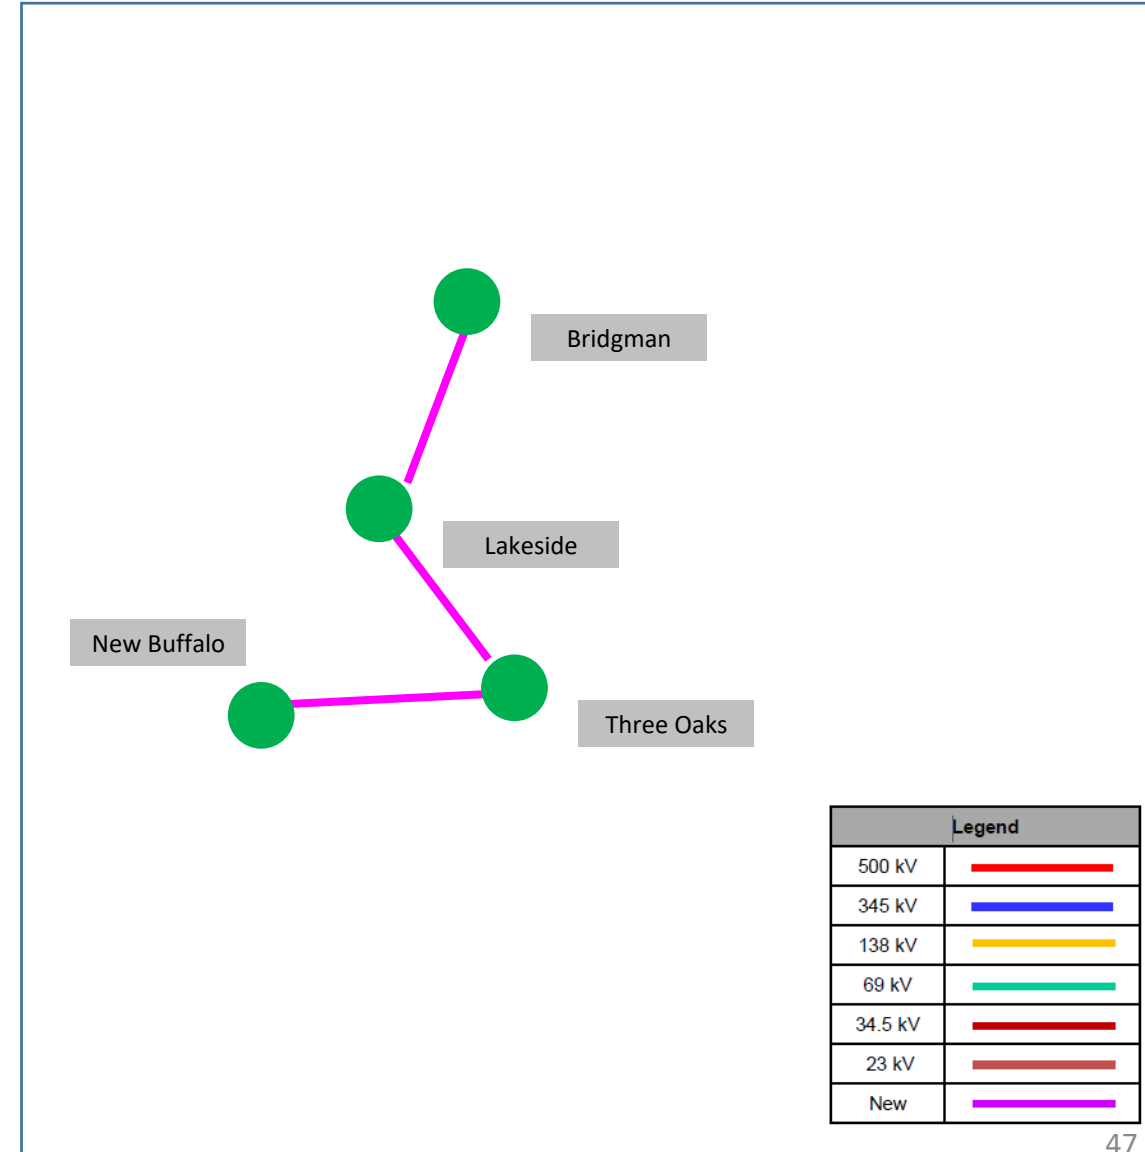 Bridgman
Lakeside
New Buffalo
Three Oaks
Legend
500 kV
345 kV
138 kV
69 kV
34.5 kV
23 kV
New
47